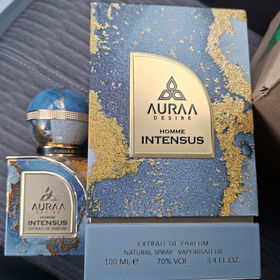 AURAA
DESIRE
HOMME
INTENSUS
EXTRAIT DE PARFUM
NATURAL SPRAY - VAPORISATEUR
100 ML e 70% VOL 3.4 FL.OZ.
AURAA
DESIRE
INTENSUS
EXTRAIT DE PARFUM